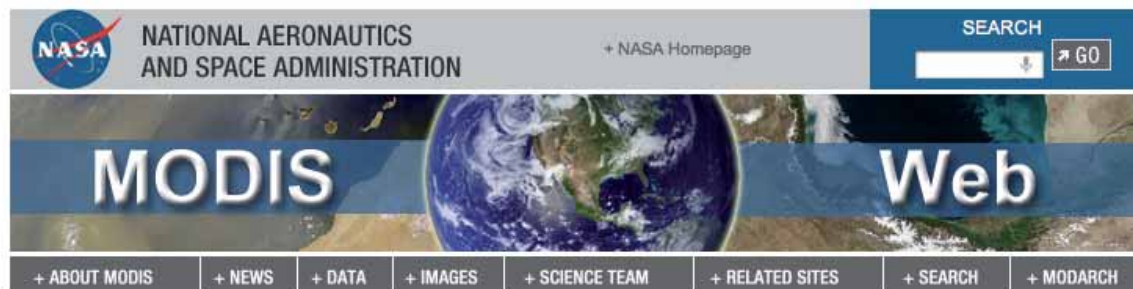 NASA
NATIONAL AERONAUTICS
AND SPACE ADMINISTRATION
+ NASA Homepage
SEARCH
GO
MODIS Web
+ ABOUT MODIS + NEWS + DATA + IMAGES + SCIENCE TEAM + RELATED SITES + SEARCH + MODARCH